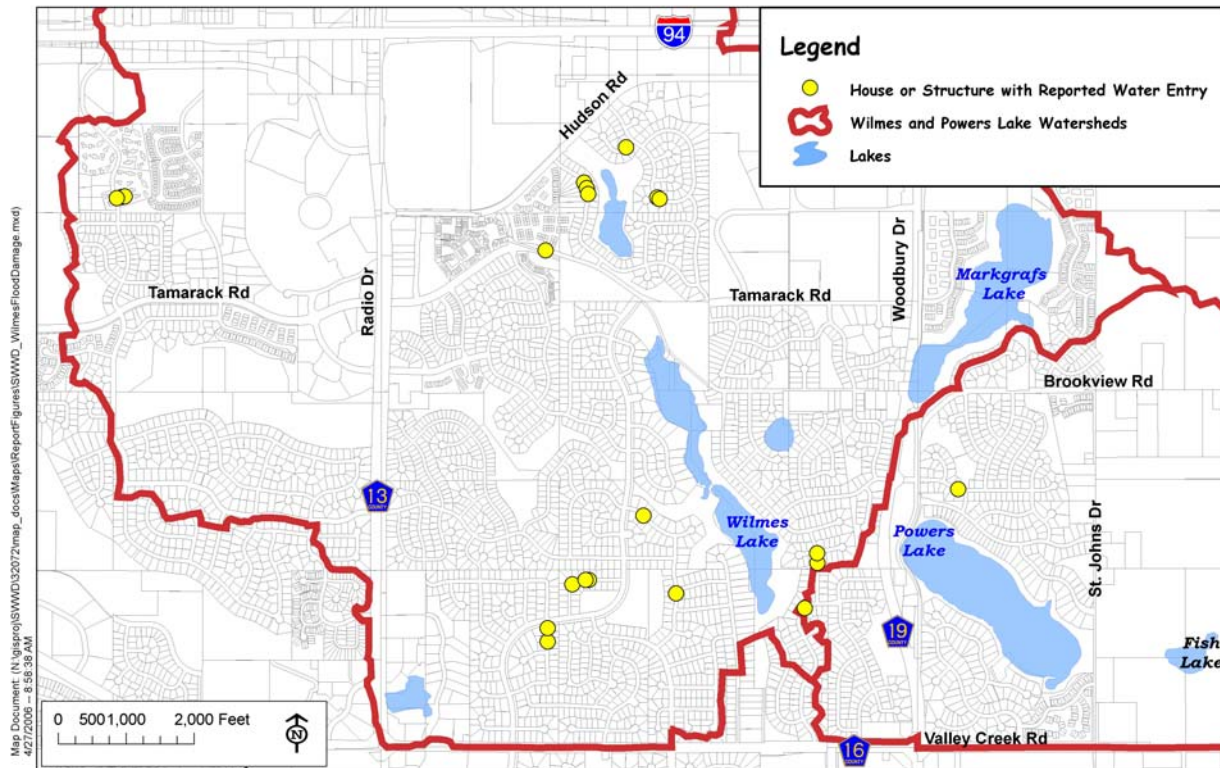 94
Legend
House or Structure with Reported Water Entry
Wilmes and Powers Lake Watersheds
Lakes
Hudson Rd
Tamarack Rd
Radio Dr
Tamarack Rd
Woodbury Dr
Markgrafs
Lake
Brookview Rd
13
COUNTY
Wilmes
Lake
Powers
Lake
St. Johns Dr
19
COUNTY
Fish
Lake
0 5001,000 2,000 Feet
N
16
COUNTY
Valley Creek Rd
Map Document: (N:\gisproj\SWWD\32072\map_docs\Maps\ReportFigures\SWWD_WilmesFloodDamage.mxd)
4/27/2006 -- 8:56:38 AM